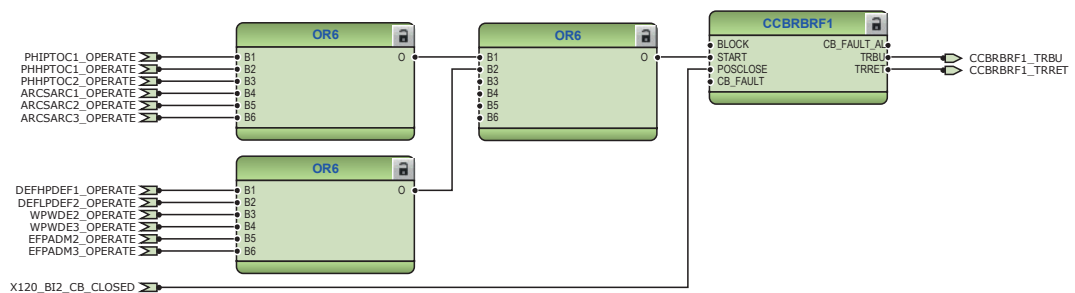 CCBRBRF1
OR6
OR6
BLOCK CB_FAULT_AL
PHIPTOC1_OPERATE B1 O B1 O START TRBU CCBRBRF1_TRBU
PHHPTOC1_OPERATE B2 B2 POSCLOSE TRRET CCBRBRF1_TRRET
PHHPTOC2_OPERATE B3 B3 CB_FAULT
ARCSARC1_OPERATE B4 B4
ARCSARC2_OPERATE B5 B5
ARCSARC3_OPERATE B6 B6
OR6
DEFHPDEF1_OPERATE B1 O
DEFLPDEF2_OPERATE B2
WPWDE2_OPERATE B3
WPWDE3_OPERATE B4
EFPADM2_OPERATE B5
EFPADM3_OPERATE B6
X120_BI2_CB_CLOSED